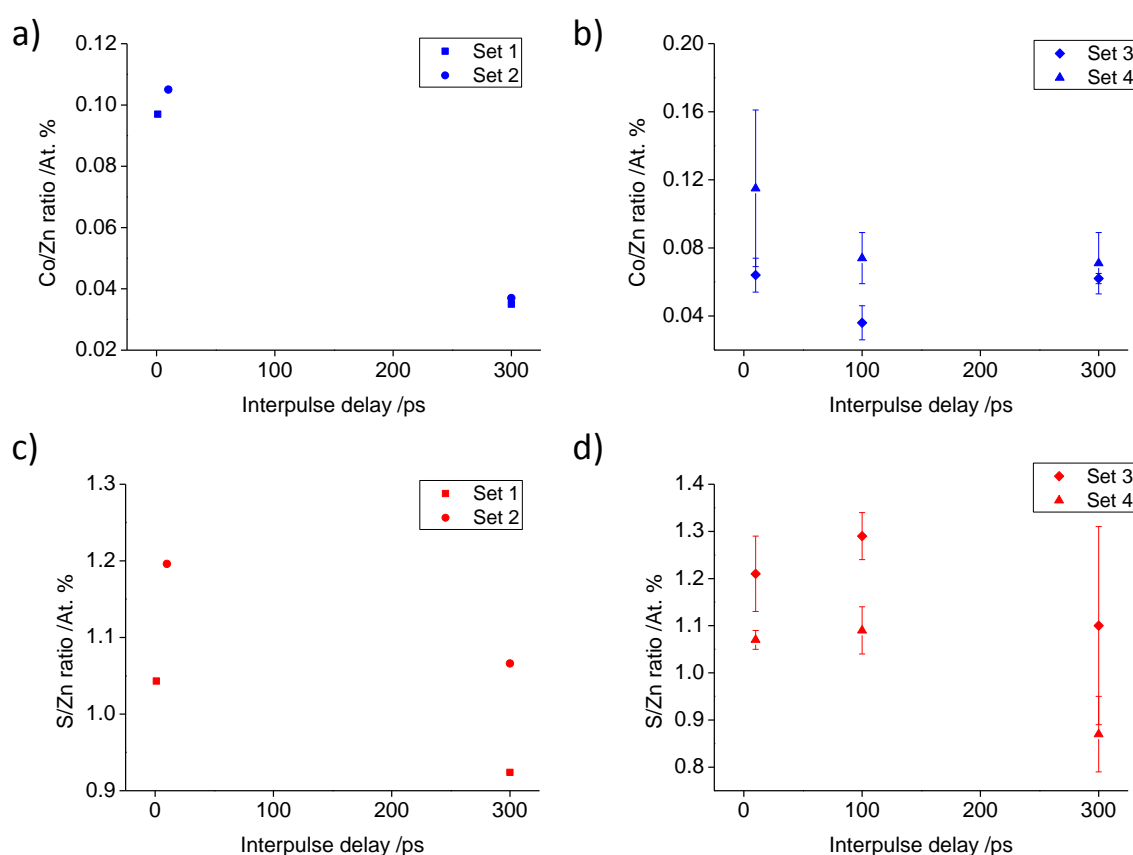 a)
0.12
0.10
0.08
0.06
0.04
0.02
Co/Zn ratio /At. %
0 100 200 300
Interpulse delay /ps
Set 1
Set 2
b)
0.20
0.16
0.12
0.08
0.04
Co/Zn ratio /At. %
0 100 200 300
Interpulse delay /ps
Set 3
Set 4
c)
1.3
1.2
1.1
1.0
0.9
S/Zn ratio /At. %
0 100 200 300
Interpulse delay /ps
Set 1
Set 2
d)
1.4
1.3
1.2
1.1
1.0
0.9
0.8
S/Zn ratio /At. %
0 100 200 300
Interpulse delay /ps
Set 3
Set 4